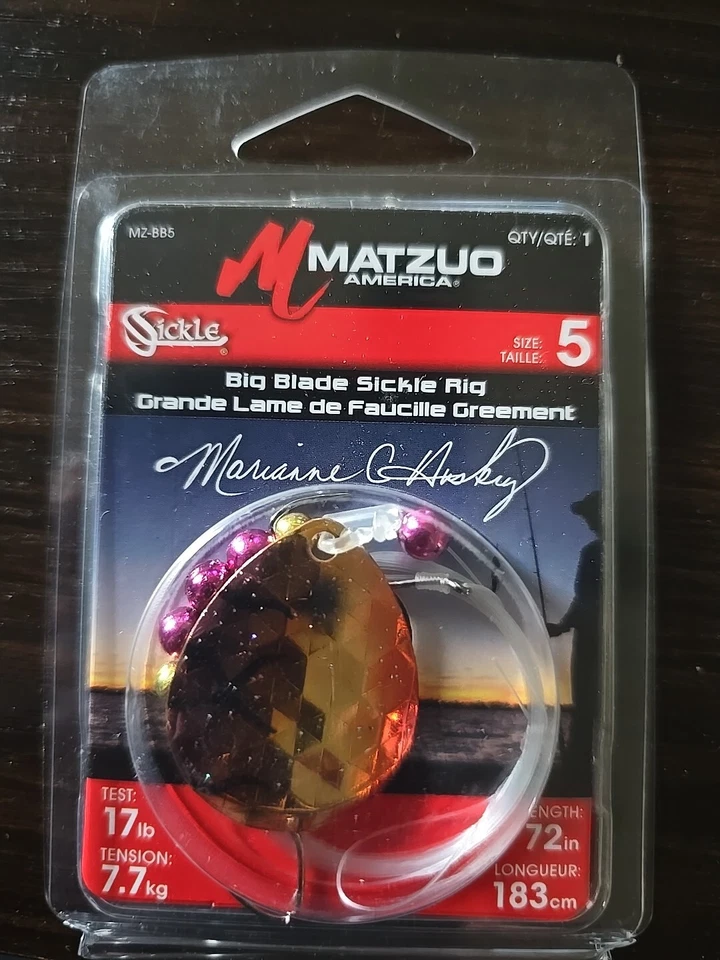 MZ-BB5
QTY/QTÉ: 1
MATZUO
AMERICA®
Sickle®
SIZE:
TAILLE:
5
Big Blade Sickle Rig
Grande Lame de Faucille Greement
Marianne C Huskey
TEST:
17lb
TENSION:
7.7kg
ENGTH:
72in
LONGUEUR:
183cm